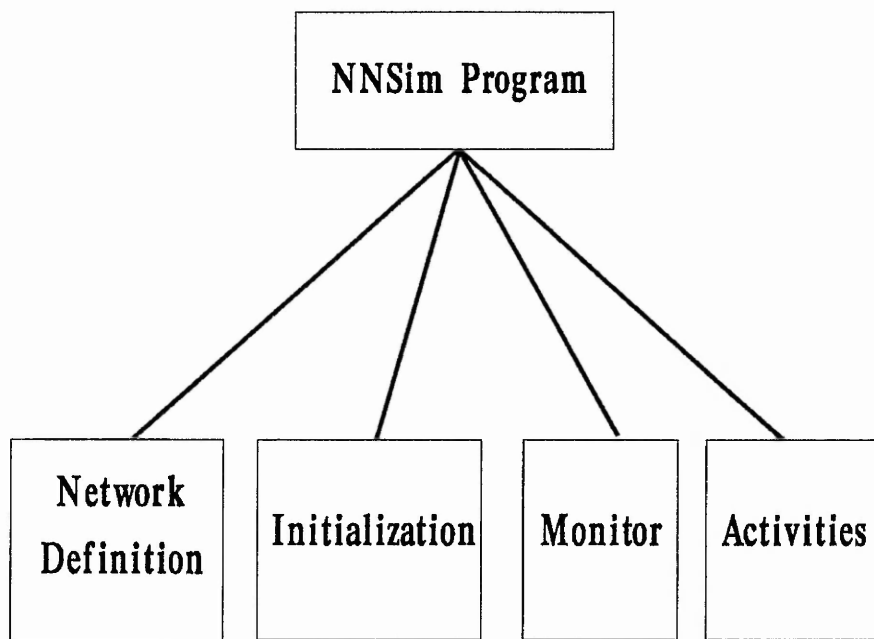 NNSim Program
Network
Definition
Initialization
Monitor
Activities